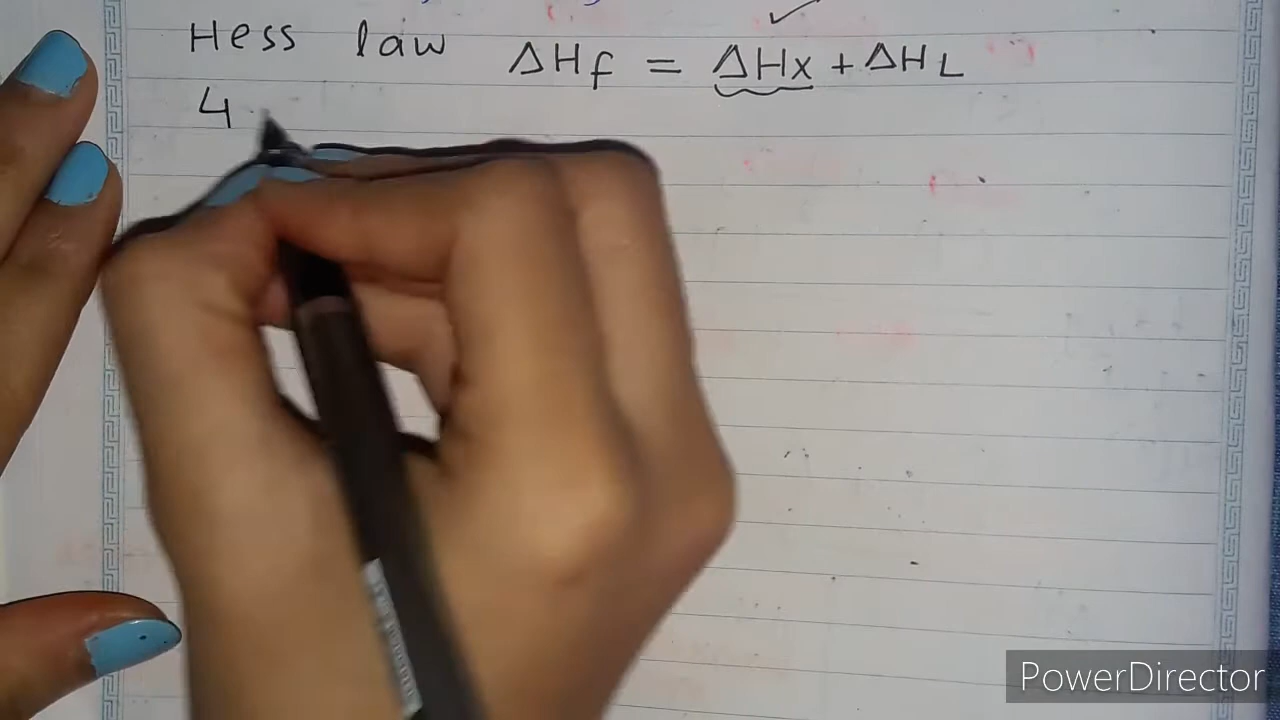 Hess law ΔHf = ΔHx + ΔHL
4
PowerDirector